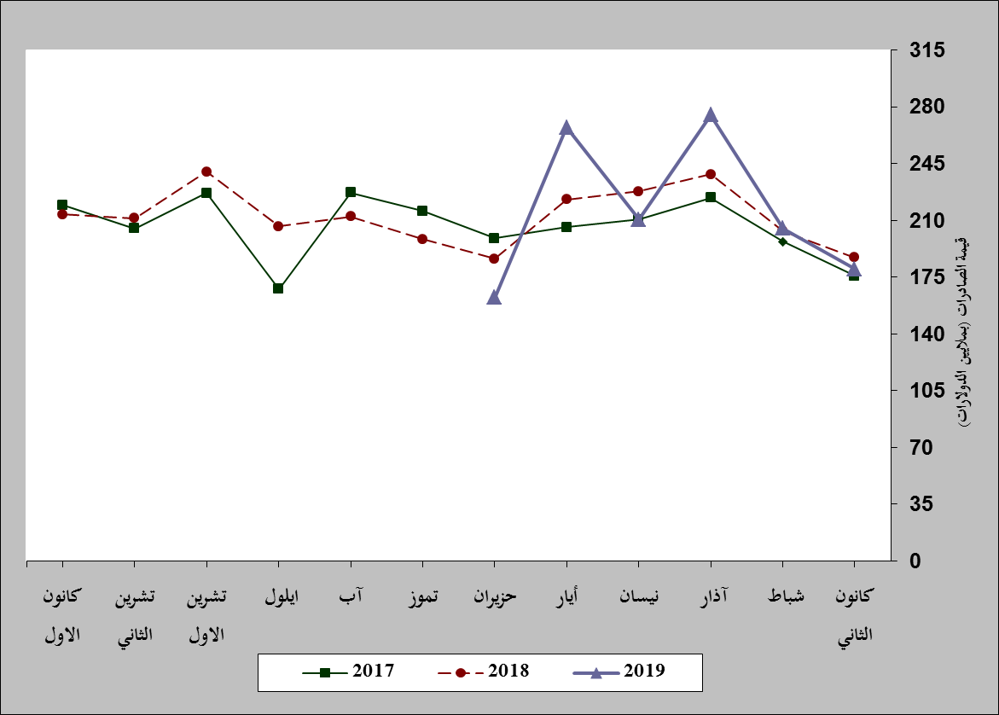 315
280
245
210
175
140
105
70
35
0
قيمة الصادرات (بملايين الدولارات)
كانون الثاني
شباط
آذار
نيسان
أيار
حزيران
تموز
آب
ايلول
تشرين الاول
تشرين الثاني
كانون الاول
2017
2018
2019